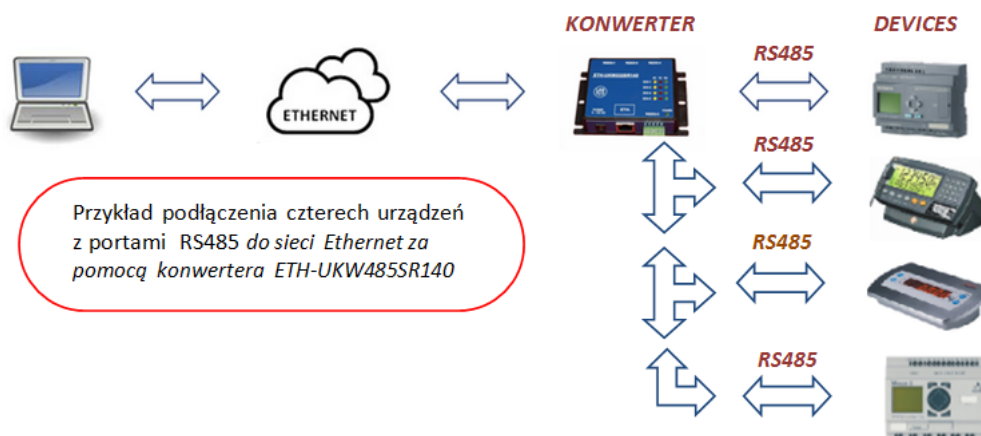 KONWERTER
DEVICES
RS485
ETHERNET
RS485
Przykład podłączenia czterech urządzeń
z portami RS485 do sieci Ethernet za
pomocą konwertera ETH-UKW485SR140
RS485
RS485